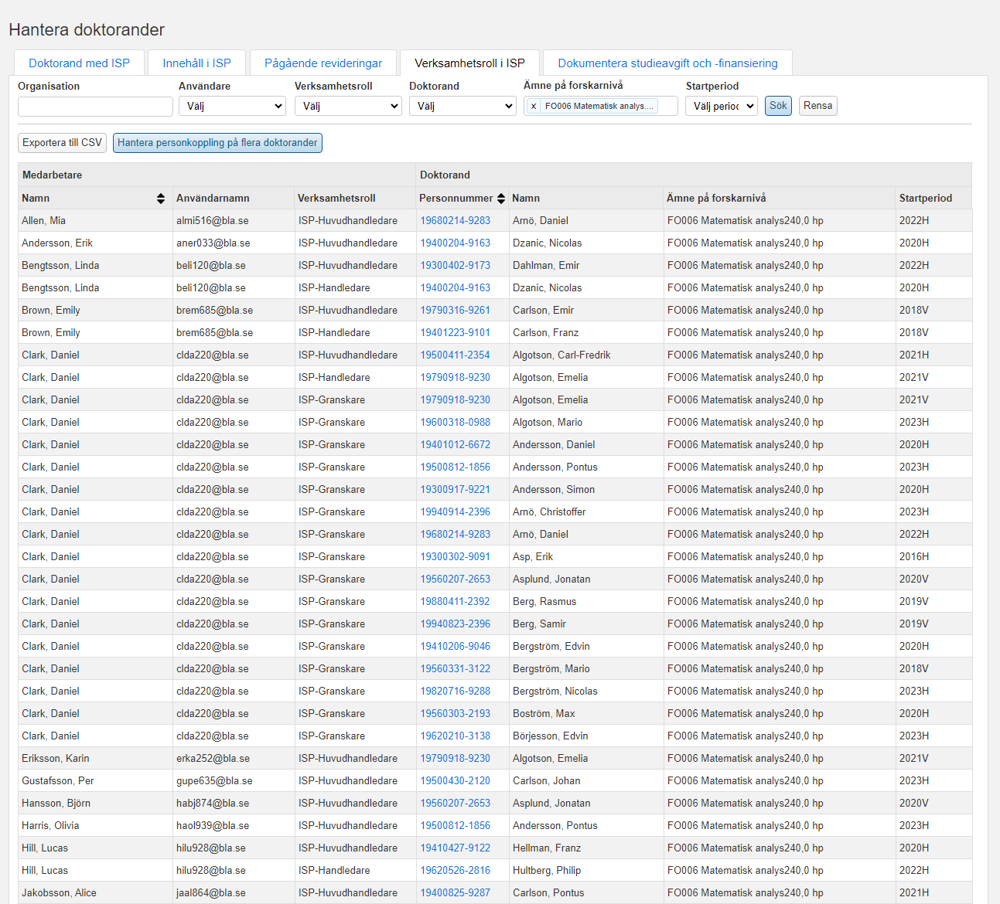 Hantera doktorander
Doktorand med ISP Innehåll i ISP Pågående revideringar Verksamhetsroll i ISP Dokumentera studieavgift och -finansiering
Organisation Användare Verksamhetsroll Doktorand Ämne på forskarnivå Startperiod
Välj Välj Välj x FO006 Matematisk analys.... Välj perioc Sök Rensa
Exportera till CSV Hantera personkoppling på flera doktorander
Medarbetare Doktorand
Namn Användarnamn Verksamhetsroll Personnummer Namn Ämne på forskarnivå Startperiod
Allen, Mia almi516@bla.se ISP-Huvudhandledare 19680214-9283 Arnö, Daniel FO006 Matematisk analys240,0 hp 2022H
Andersson, Erik aner033@bla.se ISP-Huvudhandledare 19400204-9163 Dzanic, Nicolas FO006 Matematisk analys240,0 hp 2020H
Bengtsson, Linda beli120@bla.se ISP-Huvudhandledare 19300402-9173 Dahlman, Emir FO006 Matematisk analys240,0 hp 2022H
Bengtsson, Linda beli120@bla.se ISP-Handledare 19400204-9163 Dzanic, Nicolas FO006 Matematisk analys240,0 hp 2020H
Brown, Emily brem685@bla.se ISP-Huvudhandledare 19790316-9261 Carlson, Emir FO006 Matematisk analys240,0 hp 2018V
Brown, Emily brem685@bla.se ISP-Handledare 19401223-9101 Carlson, Franz FO006 Matematisk analys240,0 hp 2018V
Clark, Daniel clda220@bla.se ISP-Huvudhandledare 19500411-2354 Algotson, Carl-Fredrik FO006 Matematisk analys240,0 hp 2021H
Clark, Daniel clda220@bla.se ISP-Handledare 19790918-9230 Algotson, Emelia FO006 Matematisk analys240,0 hp 2021V
Clark, Daniel clda220@bla.se ISP-Granskare 19790918-9230 Algotson, Emelia FO006 Matematisk analys240,0 hp 2021V
Clark, Daniel clda220@bla.se ISP-Granskare 19600318-0988 Algotson, Mario FO006 Matematisk analys240,0 hp 2023H
Clark, Daniel clda220@bla.se ISP-Granskare 19401012-6672 Andersson, Daniel FO006 Matematisk analys240,0 hp 2020H
Clark, Daniel clda220@bla.se ISP-Granskare 19500812-1856 Andersson, Pontus FO006 Matematisk analys240,0 hp 2023H
Clark, Daniel clda220@bla.se ISP-Granskare 19300917-9221 Andersson, Simon FO006 Matematisk analys240,0 hp 2020H
Clark, Daniel clda220@bla.se ISP-Granskare 19940914-2396 Arnö, Christoffer FO006 Matematisk analys240,0 hp 2023H
Clark, Daniel clda220@bla.se ISP-Granskare 19680214-9283 Arnö, Daniel FO006 Matematisk analys240,0 hp 2022H
Clark, Daniel clda220@bla.se ISP-Granskare 19300302-9091 Asp, Erik FO006 Matematisk analys240,0 hp 2016H
Clark, Daniel clda220@bla.se ISP-Granskare 19560207-2653 Asplund, Jonatan FO006 Matematisk analys240,0 hp 2020V
Clark, Daniel clda220@bla.se ISP-Granskare 19880411-2392 Berg, Rasmus FO006 Matematisk analys240,0 hp 2019V
Clark, Daniel clda220@bla.se ISP-Granskare 19940823-2396 Berg, Samir FO006 Matematisk analys240,0 hp 2019V
Clark, Daniel clda220@bla.se ISP-Granskare 19410206-9046 Bergström, Edvin FO006 Matematisk analys240,0 hp 2020H
Clark, Daniel clda220@bla.se ISP-Granskare 19560331-3122 Bergström, Mario FO006 Matematisk analys240,0 hp 2018V
Clark, Daniel clda220@bla.se ISP-Granskare 19820716-9288 Bergström, Nicolas FO006 Matematisk analys240,0 hp 2023H
Clark, Daniel clda220@bla.se ISP-Granskare 19560303-2193 Boström, Max FO006 Matematisk analys240,0 hp 2020H
Clark, Daniel clda220@bla.se ISP-Granskare 19620210-3138 Börjesson, Edvin FO006 Matematisk analys240,0 hp 2023H
Eriksson, Karin erka252@bla.se ISP-Huvudhandledare 19790918-9230 Algotson, Emelia FO006 Matematisk analys240,0 hp 2021V
Gustafsson, Per gupe635@bla.se ISP-Huvudhandledare 19500430-2120 Carlson, Johan FO006 Matematisk analys240,0 hp 2023H
Hansson, Björn habj874@bla.se ISP-Huvudhandledare 19560207-2653 Asplund, Jonatan FO006 Matematisk analys240,0 hp 2020V
Harris, Olivia haol939@bla.se ISP-Huvudhandledare 19500812-1856 Andersson, Pontus FO006 Matematisk analys240,0 hp 2023H
Hill, Lucas hilu928@bla.se ISP-Huvudhandledare 19410427-9122 Hellman, Franz FO006 Matematisk analys240,0 hp 2020H
Hill, Lucas hilu928@bla.se ISP-Handledare 19620526-2816 Hultberg, Philip FO006 Matematisk analys240,0 hp 2022H
Jakobsson, Alice jaal864@bla.se ISP-Huvudhandledare 19400825-9287 Carlson, Pontus FO006 Matematisk analys240,0 hp 2021H